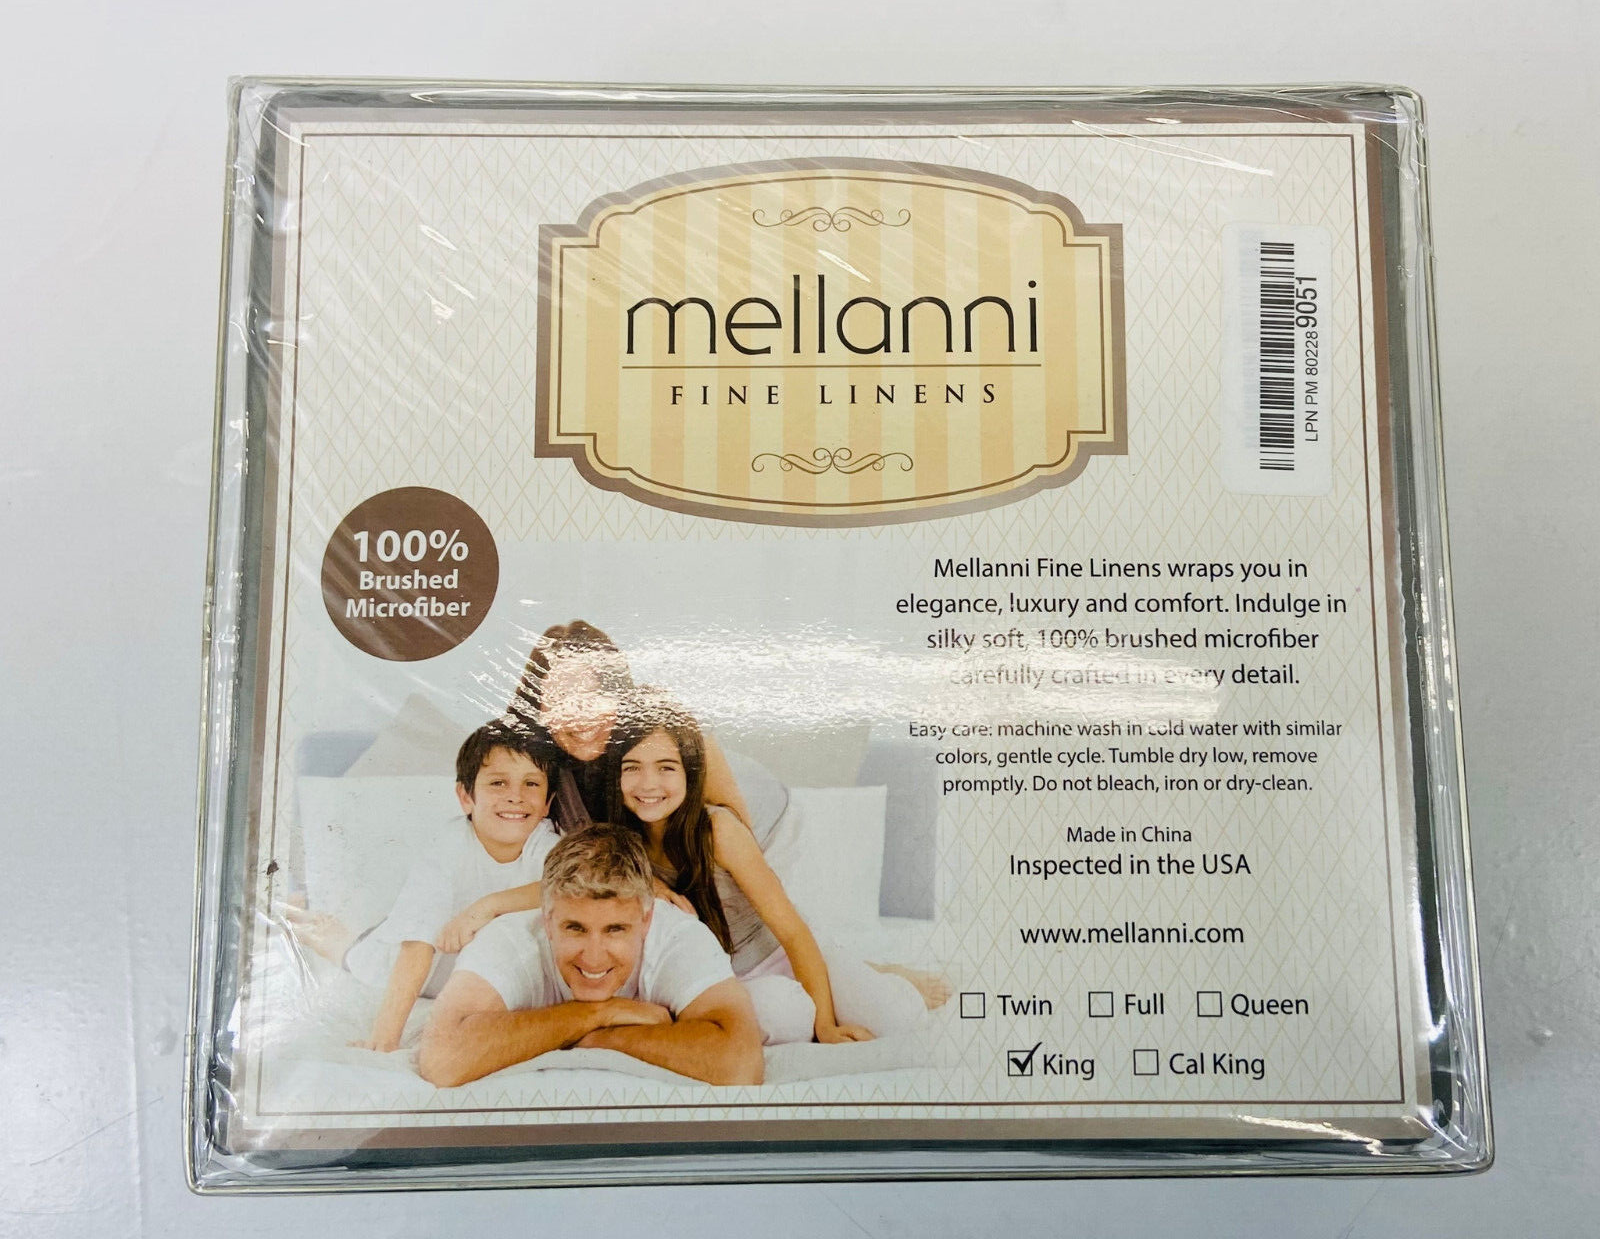 mellanni
FINE LINENS
LPN PM 802289051
100%
Brushed
Microfiber
Mellanni Fine Linens wraps you in
elegance, luxury and comfort. Indulge in
silky soft, 100% brushed microfiber
carefully crafted in every detail.
Easy care: machine wash in cold water with similar
colors, gentle cycle. Tumble dry low, remove
promptly. Do not bleach, iron or dry-clean.
Made in China
Inspected in the USA
www.mellanni.com
Twin Full Queen
King Cal King